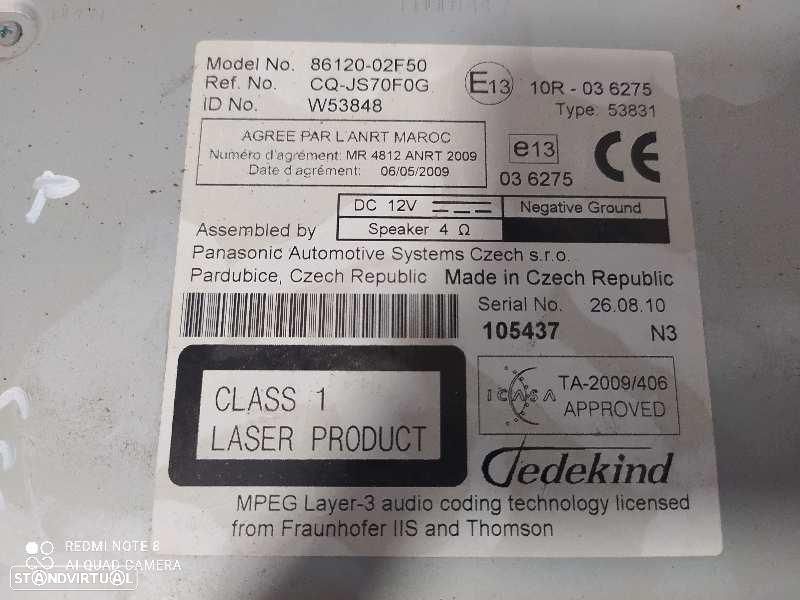 Model No. 86120-02F50
Ref. No. CQ-JS70F0G
ID No. W53848
E13 10R - 03 6275
Type: 53831
AGREE PAR L'ANRT MAROC
Numéro d'agrément: MR 4812 ANRT 2009
Date d'agrément: 06/05/2009
e13
03 6275
CE
DC 12V
Negative Ground
Speaker 4 Ω
Assembled by
Panasonic Automotive Systems Czech s.r.o.
Pardubice, Czech Republic Made in Czech Republic
Serial No. 26.08.10
105437 N3
CLASS 1
LASER PRODUCT
ICASA
TA-2009/406
APPROVED
Jedekind
MPEG Layer-3 audio coding technology licensed
from Fraunhofer IIS and Thomson
REDMI NOTE 8
AI QUAD CAMERA
STANDVIRTUAL